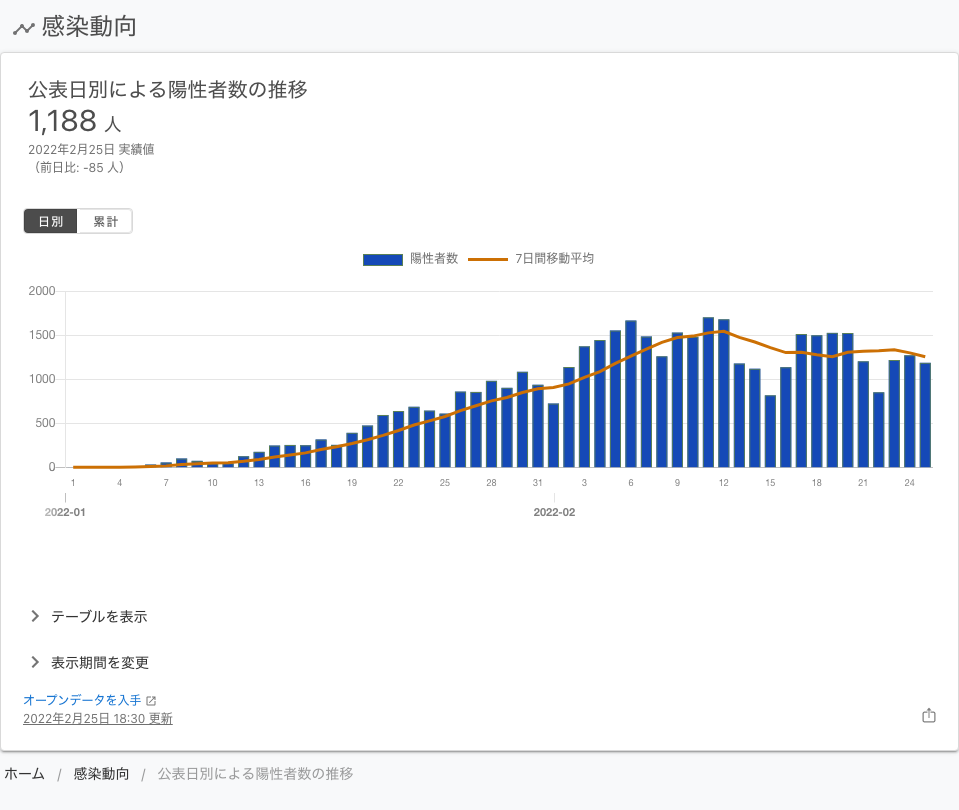 感染動向
公表日別による陽性者数の推移
1,188 人
2022年2月25日 実績値
（前日比: -85 人）
日別 累計
陽性者数 7日間移動平均
2000
1500
1000
500
0
1 4 7 10 13 16 19 22 25 28 31 3 6 9 12 15 18 21 24
2022-01 2022-02
テーブルを表示
表示期間を変更
オープンデータを入手
2022年2月25日 18:30 更新
ホーム / 感染動向 / 公表日別による陽性者数の推移